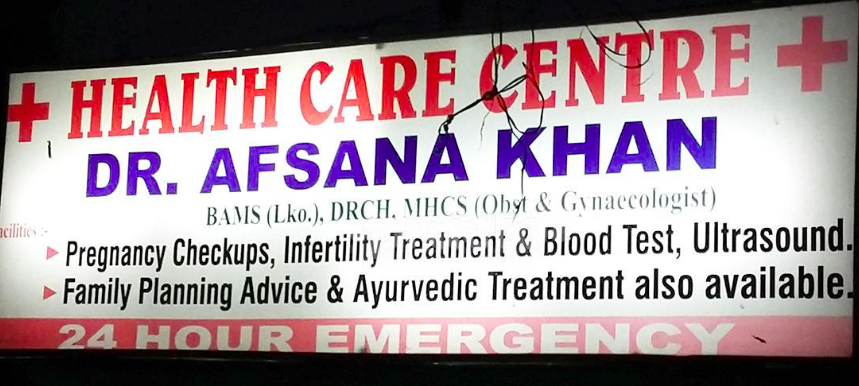 HEALTH CARE CENTRE
DR. AFSANA KHAN
BAMS (Lko.), DRCH, MHCS (Obst & Gynaecologist)
acilities :-
Pregnancy Checkups, Infertility Treatment & Blood Test, Ultrasound.
Family Planning Advice & Ayurvedic Treatment also available.
24 HOUR EMERGENCY